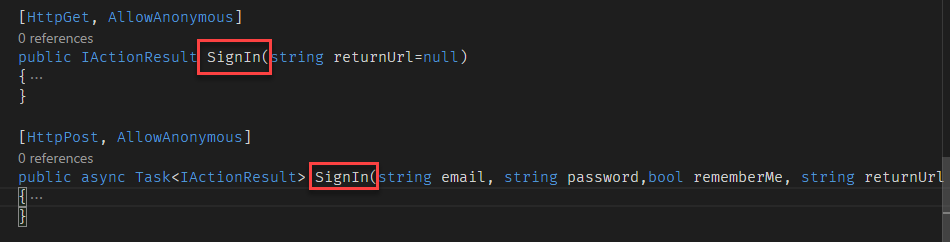 [HttpGet, AllowAnonymous]
0 references
public IActionResult SignIn(string returnUrl=null)
{ ...
}
[HttpPost, AllowAnonymous]
0 references
public async Task<IActionResult> SignIn(string email, string password,bool rememberMe, string returnUrl
{ ...
}